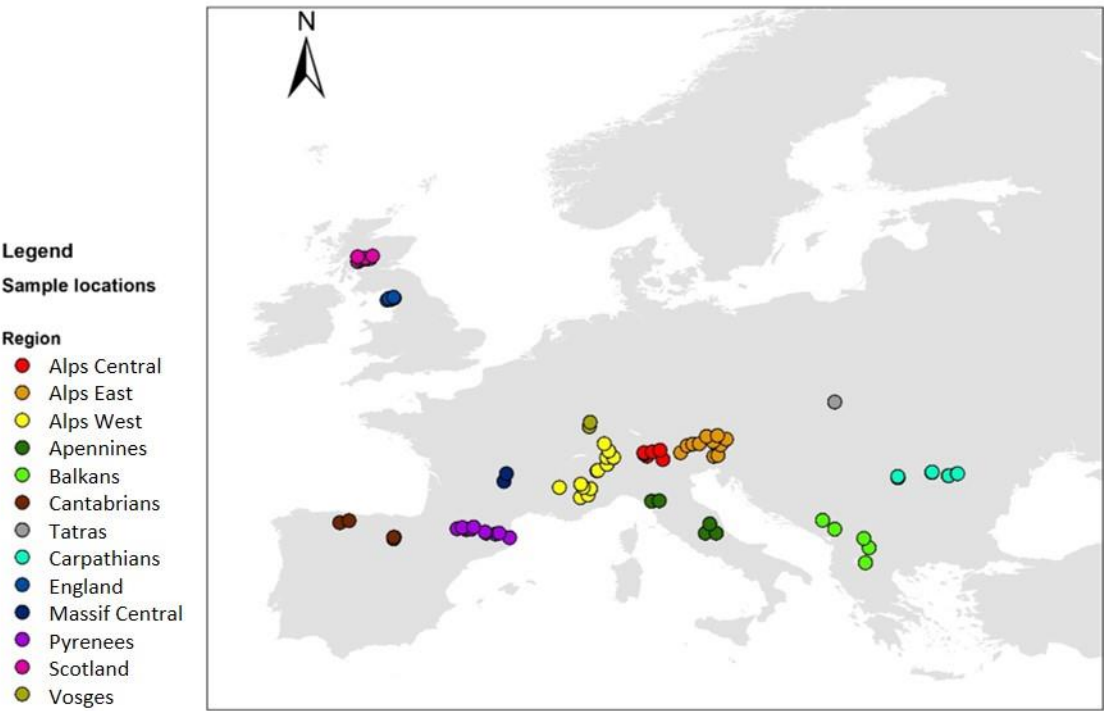 N
Legend
Sample locations
Region
Alps Central
Alps East
Alps West
Apennines
Balkans
Cantabrians
Tatras
Carpathians
England
Massif Central
Pyrenees
Scotland
Vosges